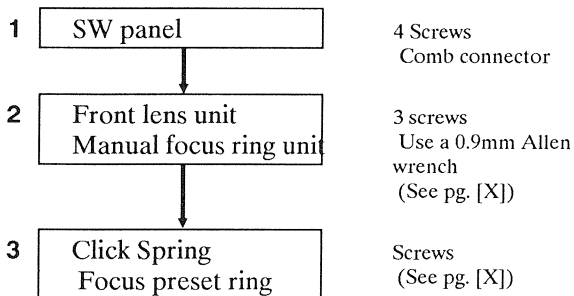 1 SW panel
4 Screws
Comb connector
2 Front lens unit
Manual focus ring unit
3 screws
Use a 0.9mm Allen
wrench
(See pg. [X])
3 Click Spring
Focus preset ring
Screws
(See pg. [X])